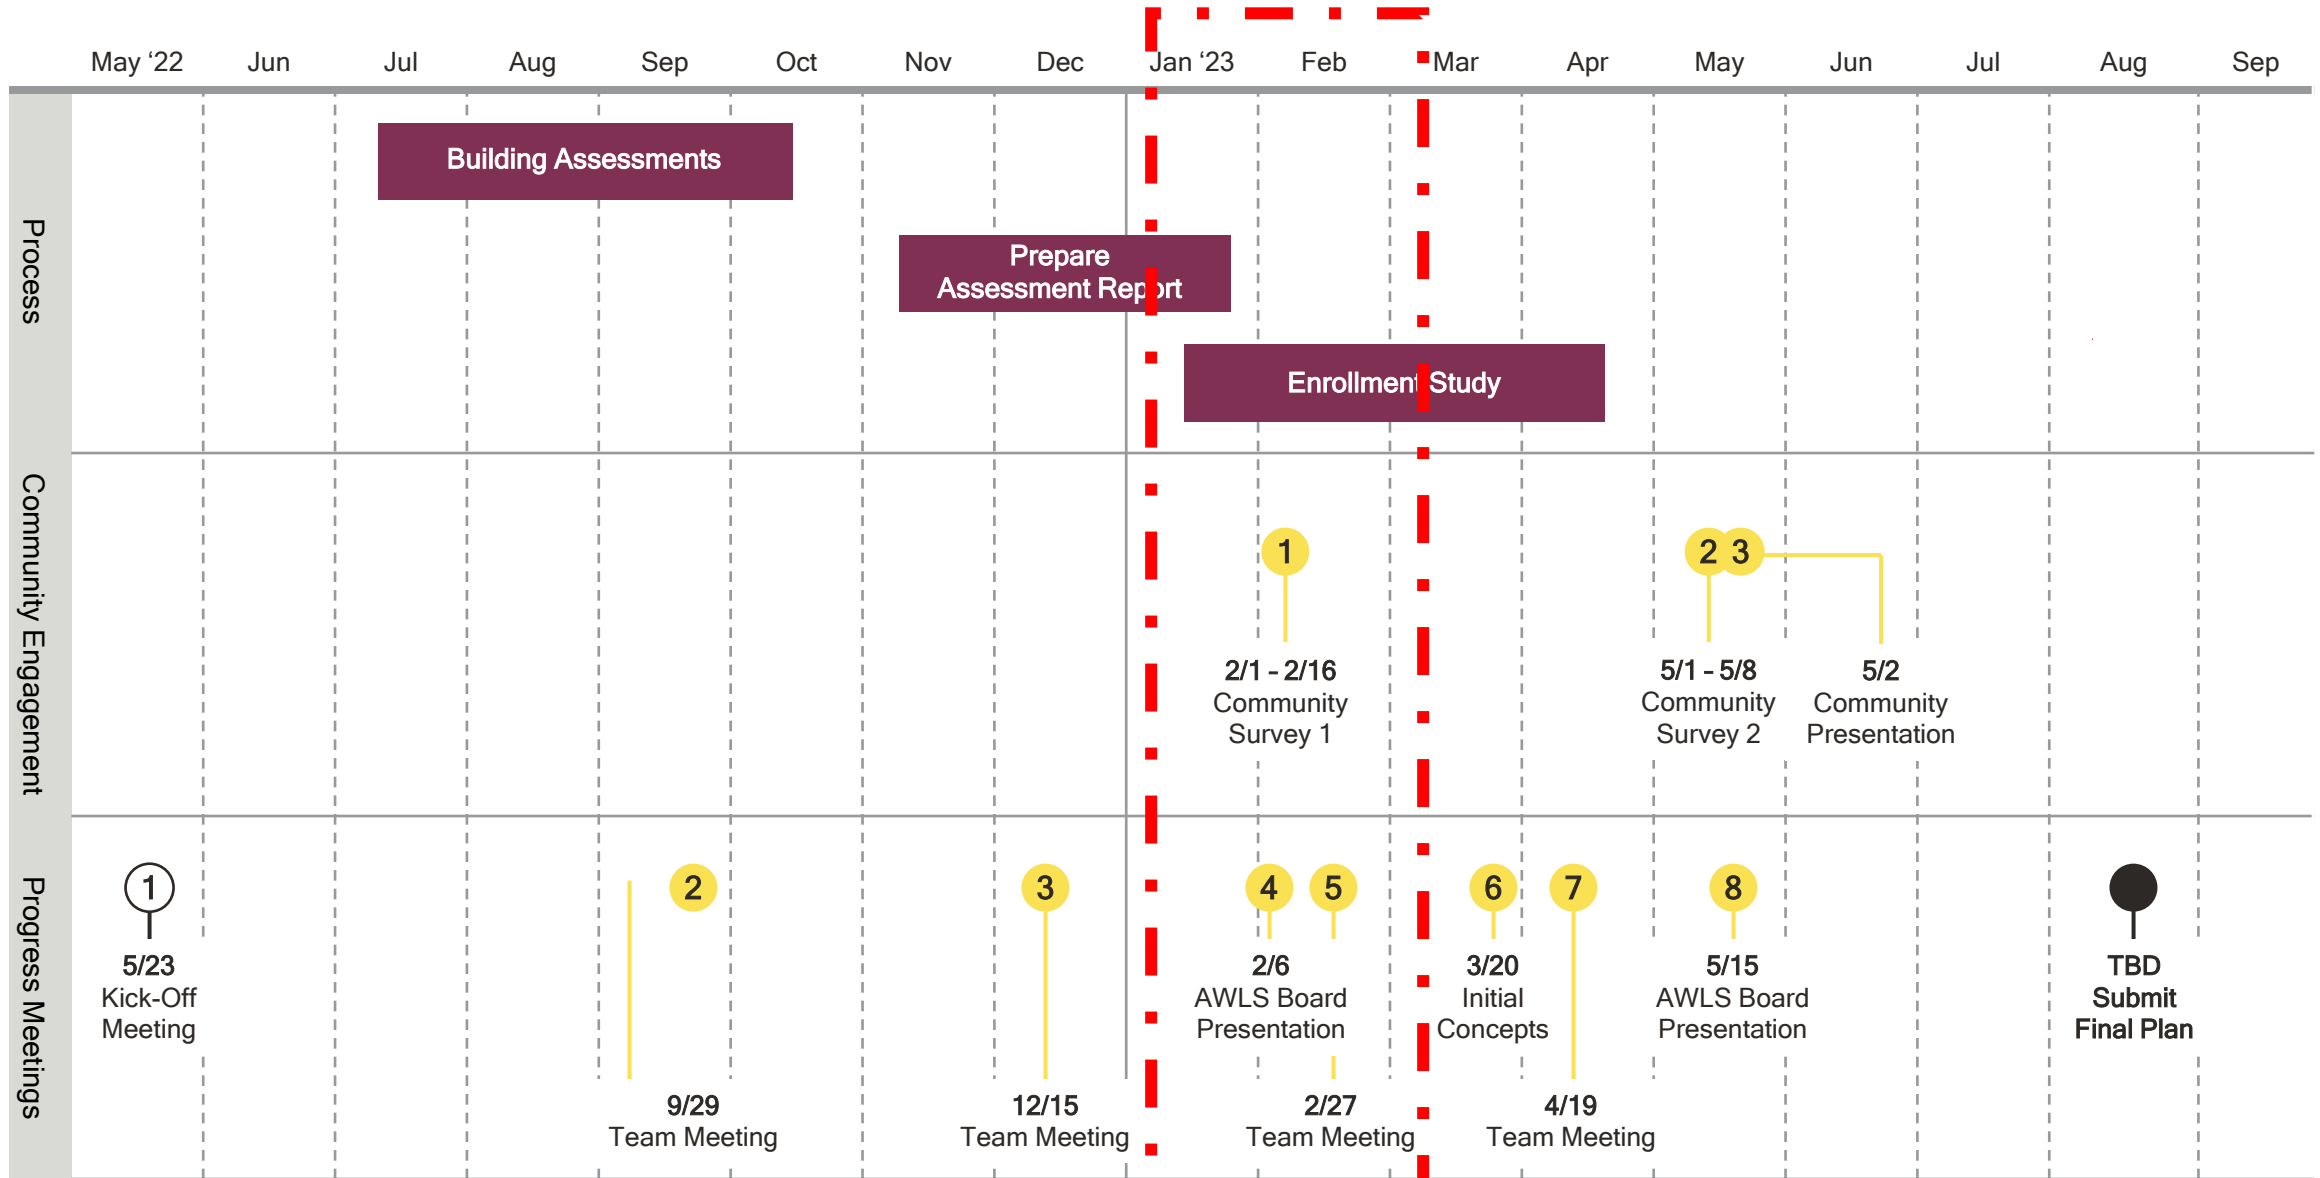 May ‘22 Jun Jul Aug Sep Oct Nov Dec Jan ‘23 Feb Mar Apr May Jun Jul Aug Sep
Process
Building Assessments
Prepare
Assessment Report
Enrollment Study
Community Engagement
1
2 3
2/1 - 2/16
Community
Survey 1
5/1 - 5/8
Community
Survey 2
5/2
Community
Presentation
Progress Meetings
1
2
3
4
5
6
7
8
5/23
Kick-Off
Meeting
9/29
Team Meeting
12/15
Team Meeting
2/6
AWLS Board
Presentation
2/27
Team Meeting
3/20
Initial
Concepts
4/19
Team Meeting
5/15
AWLS Board
Presentation
TBD
Submit
Final Plan